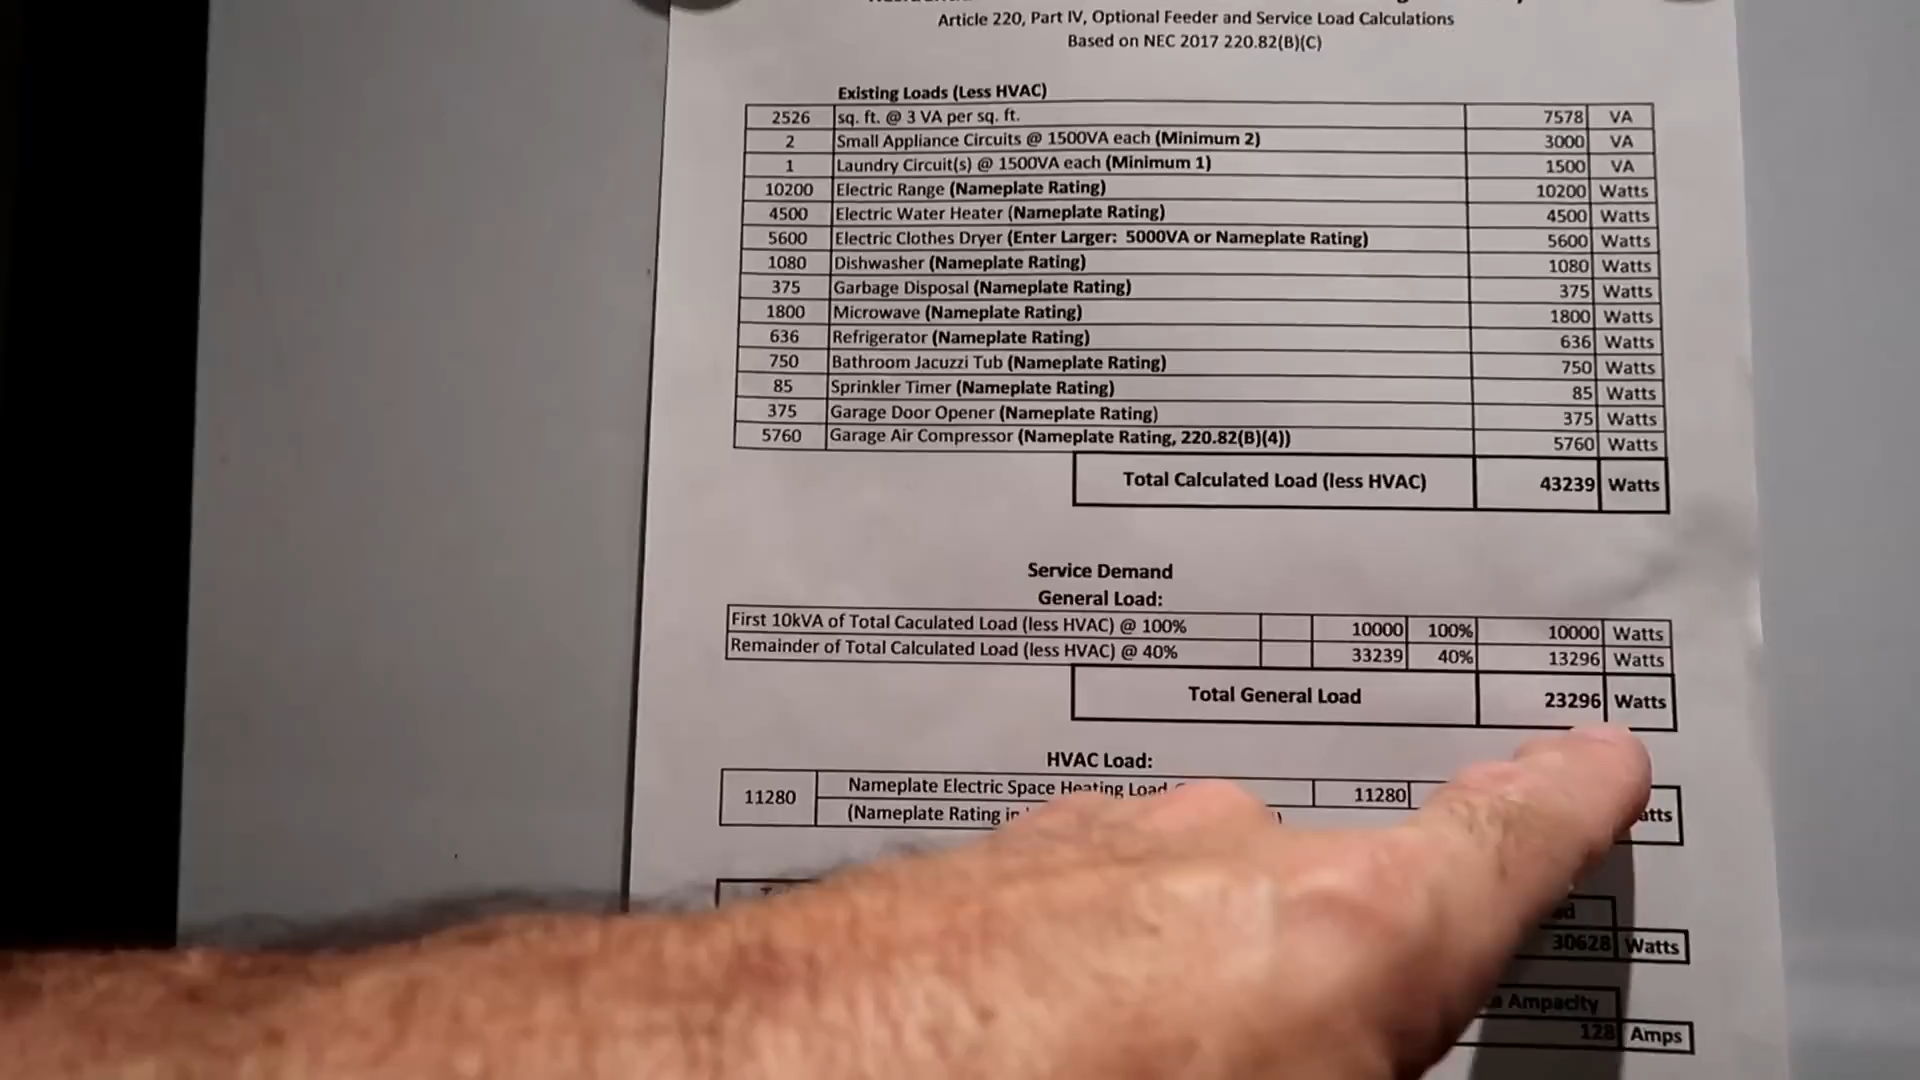 Article 220, Part IV, Optional Feeder and Service Load Calculations
Based on NEC 2017 220.82(B)(C)
Existing Loads (Less HVAC)
2526 sq. ft. @ 3 VA per sq. ft. 7578 VA
2 Small Appliance Circuits @ 1500VA each (Minimum 2) 3000 VA
1 Laundry Circuit(s) @ 1500VA each (Minimum 1) 1500 VA
10200 Electric Range (Nameplate Rating) 10200 Watts
4500 Electric Water Heater (Nameplate Rating) 4500 Watts
5600 Electric Clothes Dryer (Enter Larger: 5000VA or Nameplate Rating) 5600 Watts
1080 Dishwasher (Nameplate Rating) 1080 Watts
375 Garbage Disposal (Nameplate Rating) 375 Watts
1800 Microwave (Nameplate Rating) 1800 Watts
636 Refrigerator (Nameplate Rating) 636 Watts
750 Bathroom Jacuzzi Tub (Nameplate Rating) 750 Watts
85 Sprinkler Timer (Nameplate Rating) 85 Watts
375 Garage Door Opener (Nameplate Rating) 375 Watts
5760 Garage Air Compressor (Nameplate Rating, 220.82(B)(4)) 5760 Watts
Total Calculated Load (less HVAC) 43239 Watts
Service Demand
General Load:
First 10kVA of Total Caculated Load (less HVAC) @ 100% 10000 100% 10000 Watts
Remainder of Total Calculated Load (less HVAC) @ 40% 33239 40% 13296 Watts
Total General Load 23296 Watts
HVAC Load:
11280 Nameplate Electric Space Heating Load 11280
(Nameplate Rating in
30628 Watts
Ampacity
128 Amps